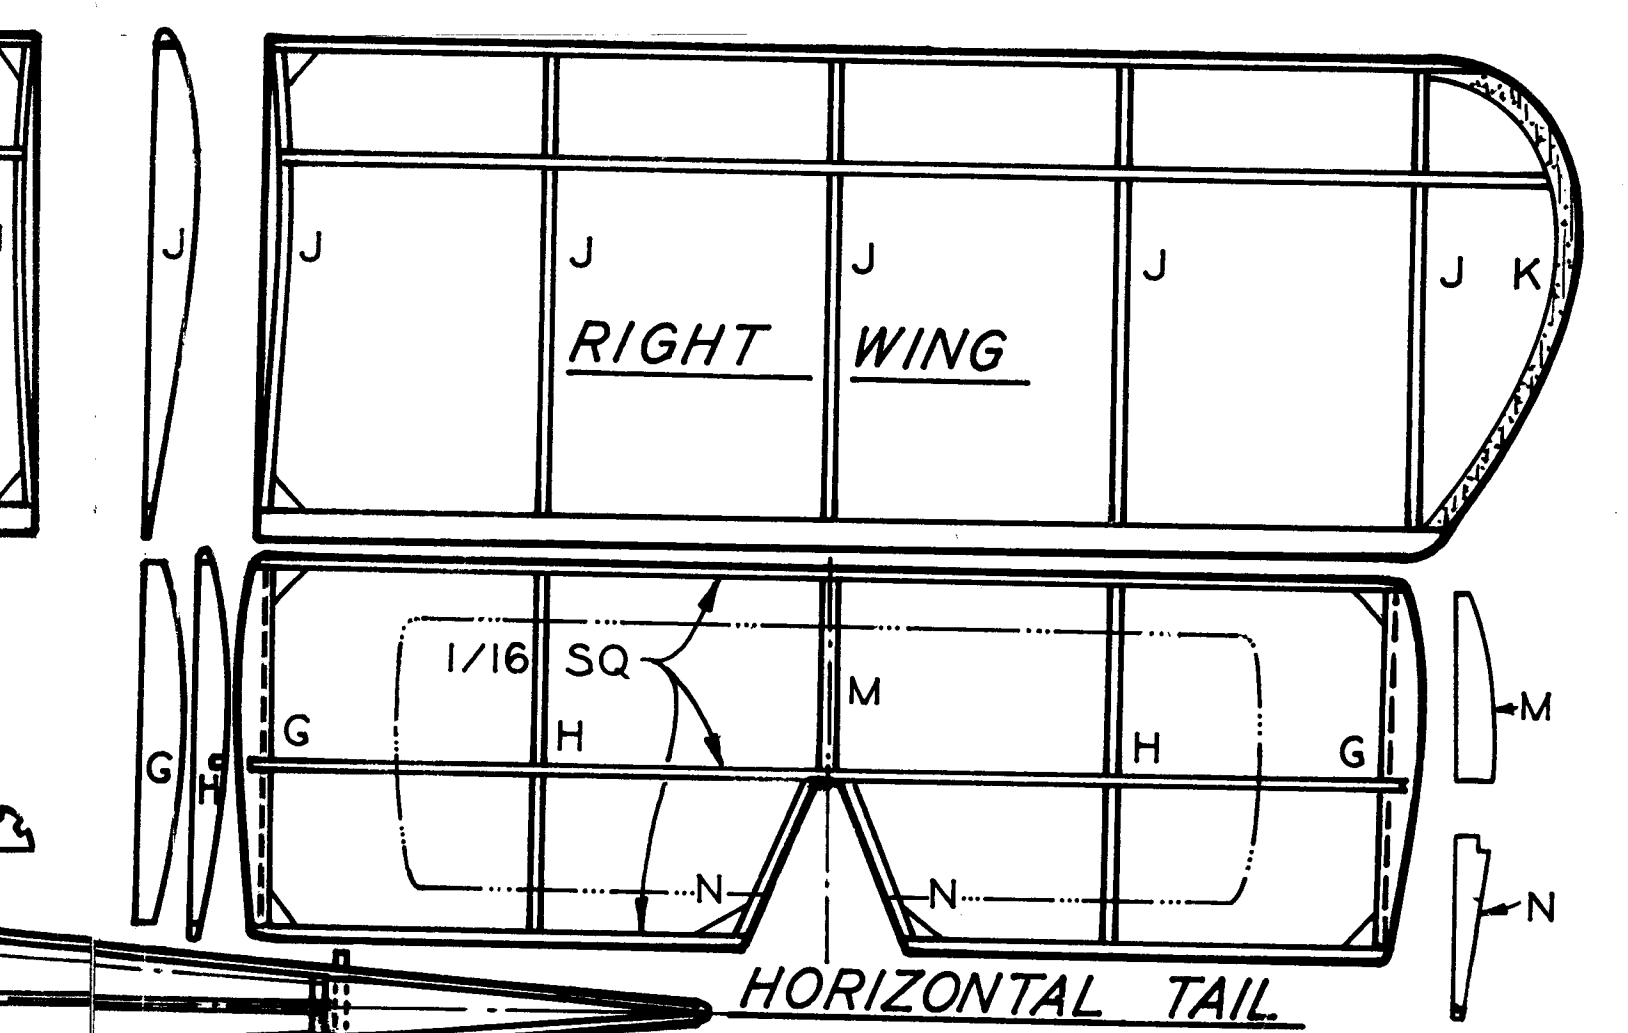 J J J J J J K
RIGHT WING
1/16 SQ
M
G H H G
G H
M
N N N
HORIZONTAL TAIL